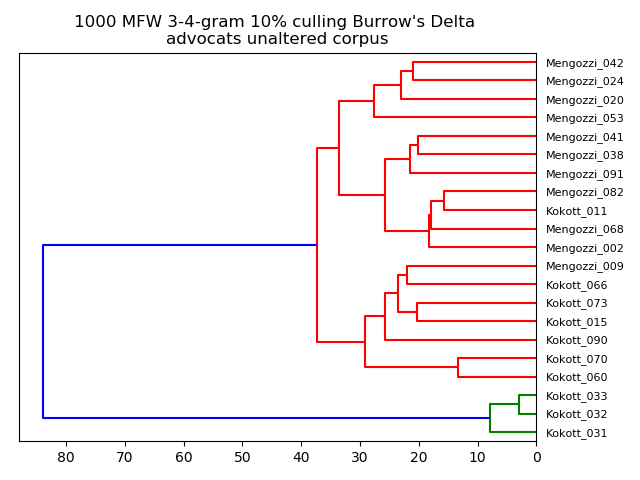 1000 MFW 3-4-gram 10% culling Burrow's Delta
advocats unaltered corpus
Mengozzi_042
Mengozzi_024
Mengozzi_020
Mengozzi_053
Mengozzi_041
Mengozzi_038
Mengozzi_091
Mengozzi_082
Kokott_011
Mengozzi_068
Mengozzi_002
Mengozzi_009
Kokott_066
Kokott_073
Kokott_015
Kokott_090
Kokott_070
Kokott_060
Kokott_033
Kokott_032
Kokott_031
80 70 60 50 40 30 20 10 0